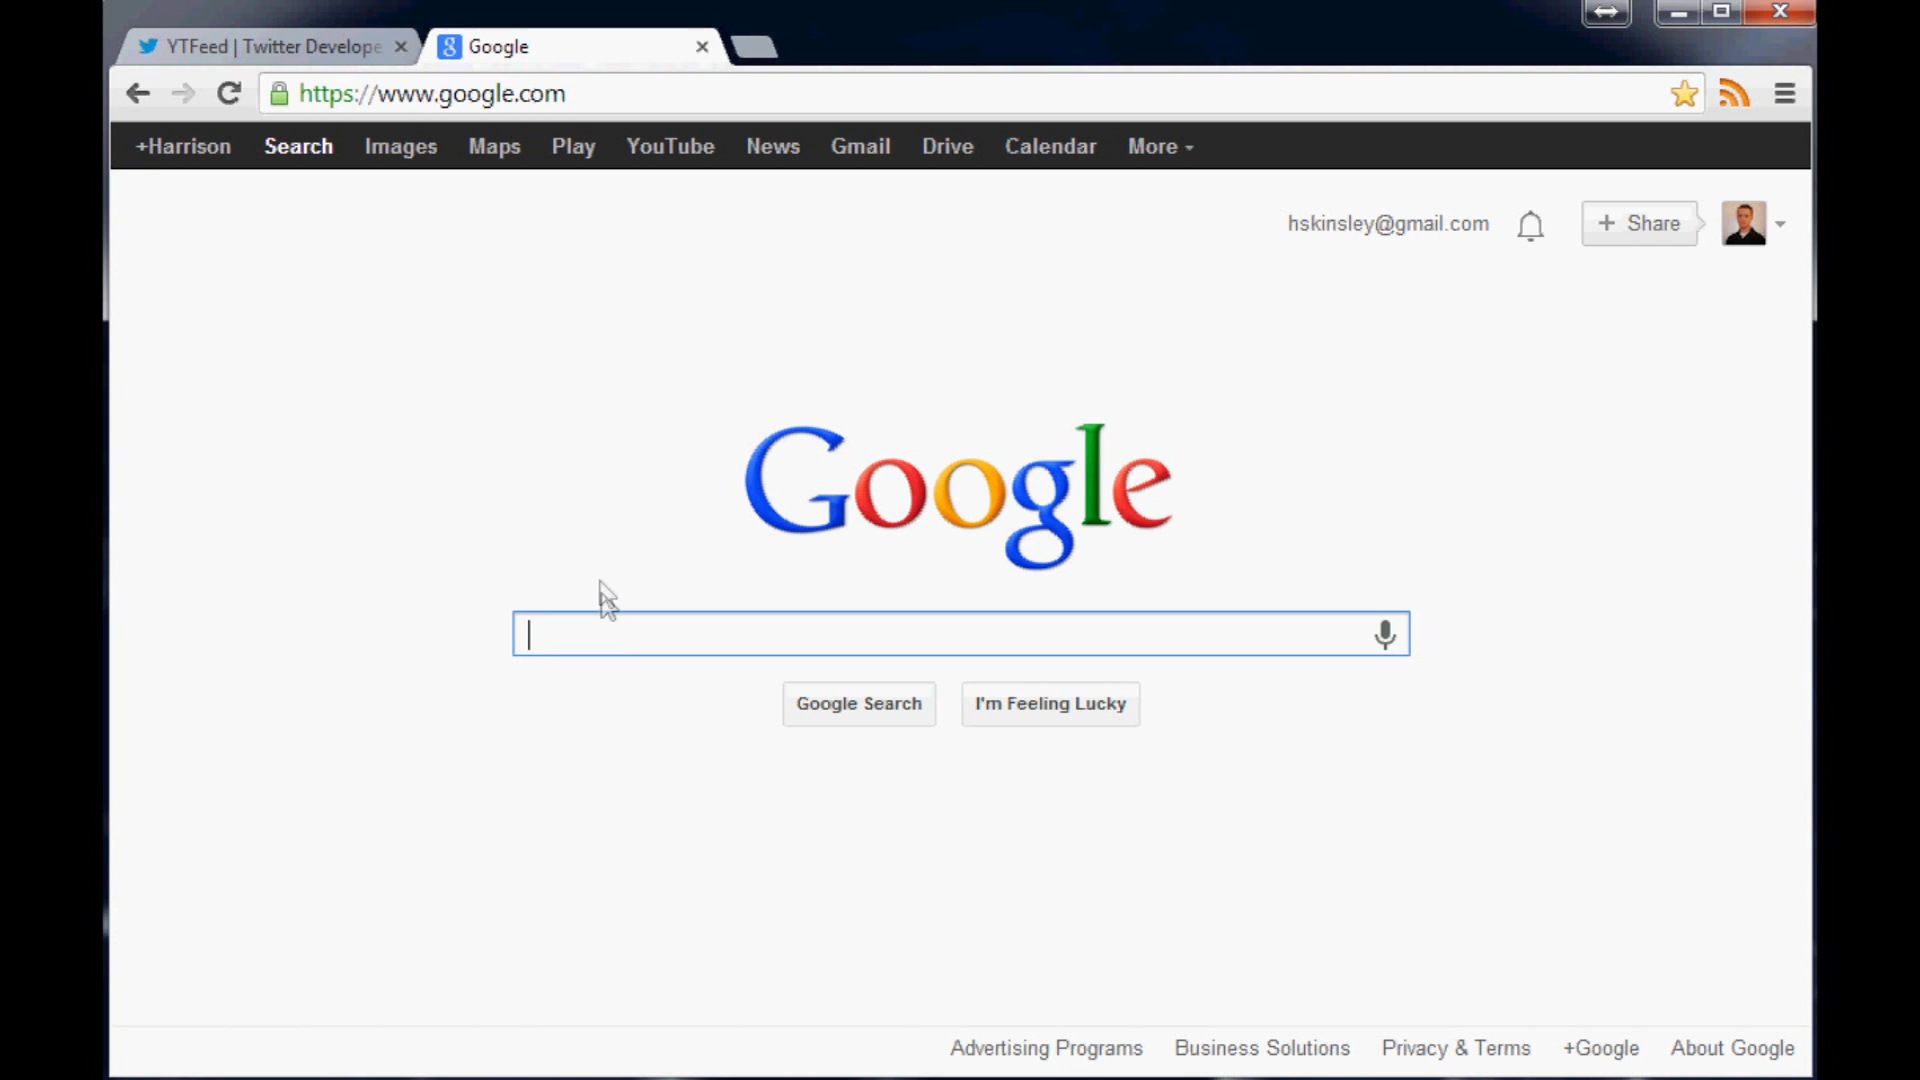 YTFeed | Twitter Develope
Google
https://www.google.com
+Harrison Search Images Maps Play YouTube News Gmail Drive Calendar More
hskinsley@gmail.com + Share
Google
Google Search I'm Feeling Lucky
Advertising Programs Business Solutions Privacy & Terms +Google About Google